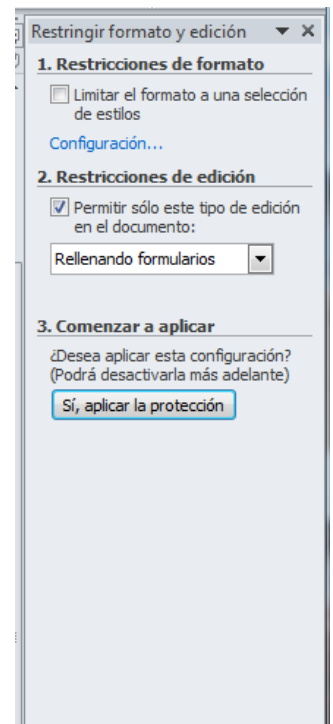 Restringir formato y edición
1. Restricciones de formato
Limitar el formato a una selección
de estilos
Configuración...
2. Restricciones de edición
Permitir sólo este tipo de edición
en el documento:
Rellenando formularios
3. Comenzar a aplicar
¿Desea aplicar esta configuración?
(Podrá desactivarla más adelante)
Sí, aplicar la protección